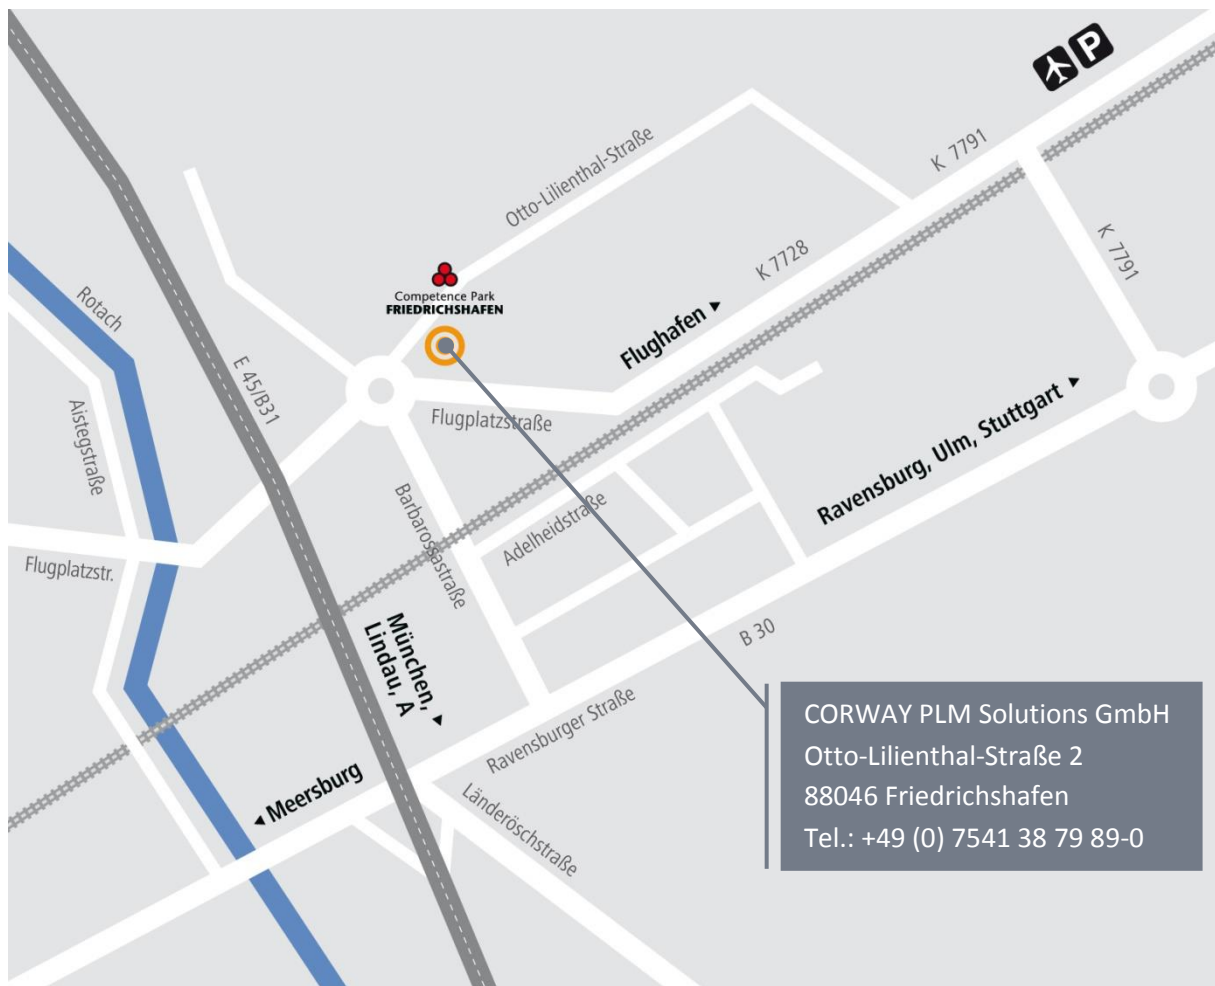 P
K 7791
Otto-Lilienthal-Straße
K 7791
K 7728
Competence Park
FRIEDRICHSHAFEN
Rotach
Flughafen
E 45/B31
Flugplatzstraße
Aistegstraße
Ravensburg, Ulm, Stuttgart
Barbarossastraße
Adelheidstraße
Flugplatzstr.
München,
Lindau, A
B 30
Ravensburger Straße
Meersburg
Länderöschstraße
CORWAY PLM Solutions GmbH
Otto-Lilienthal-Straße 2
88046 Friedrichshafen
Tel.: +49 (0) 7541 38 79 89-0